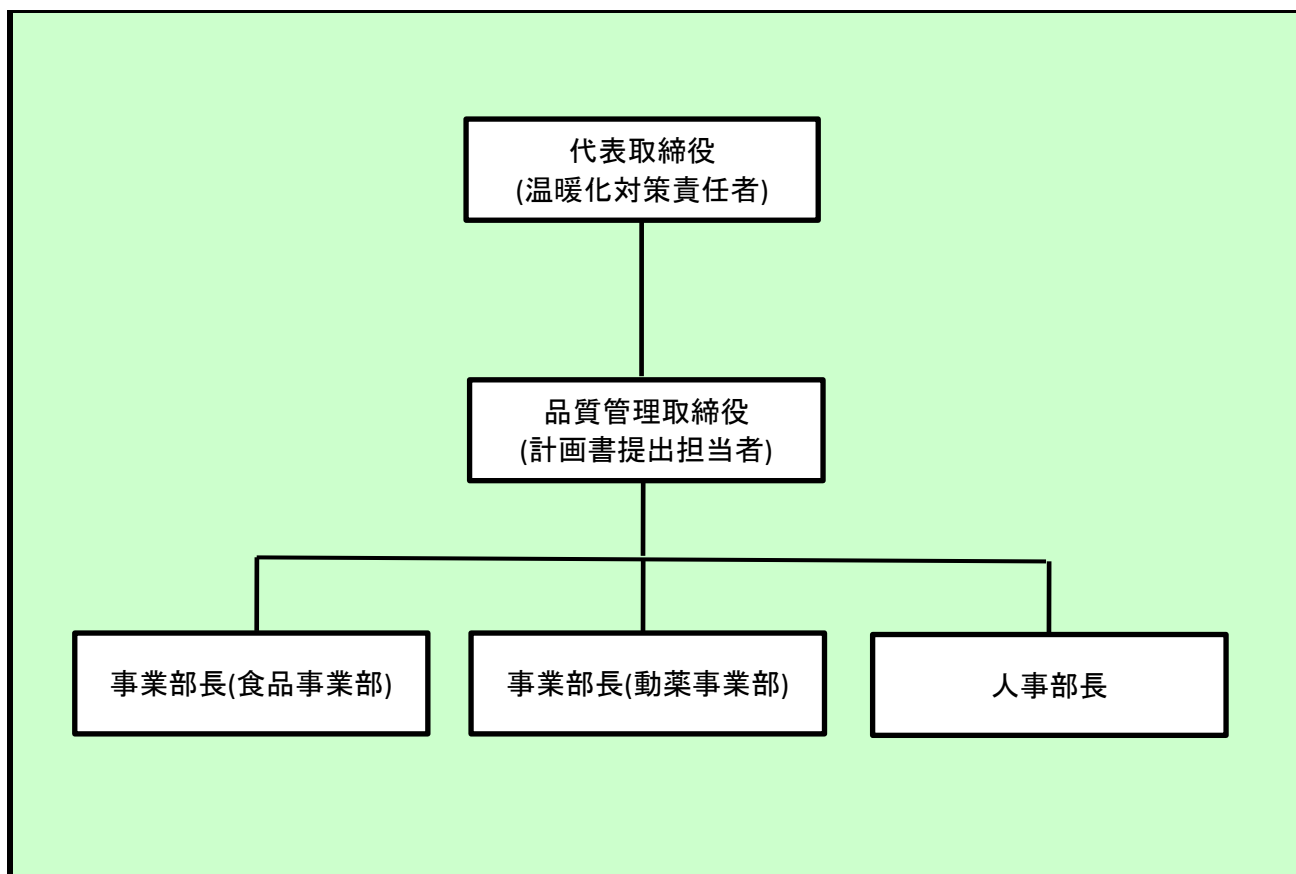 代表取締役
(温暖化対策責任者)
品質管理取締役
(計画書提出担当者)
事業部長(食品事業部)
事業部長(動薬事業部)
人事部長